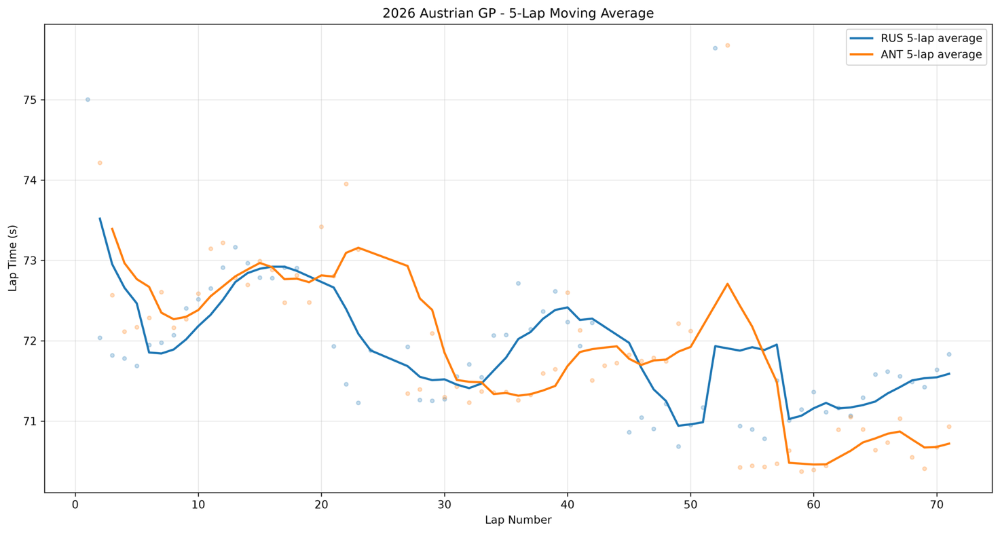 2026 Austrian GP - 5-Lap Moving Average
RUS 5-lap average
ANT 5-lap average
75
74
73
72
71
Lap Time (s)
0 10 20 30 40 50 60 70
Lap Number